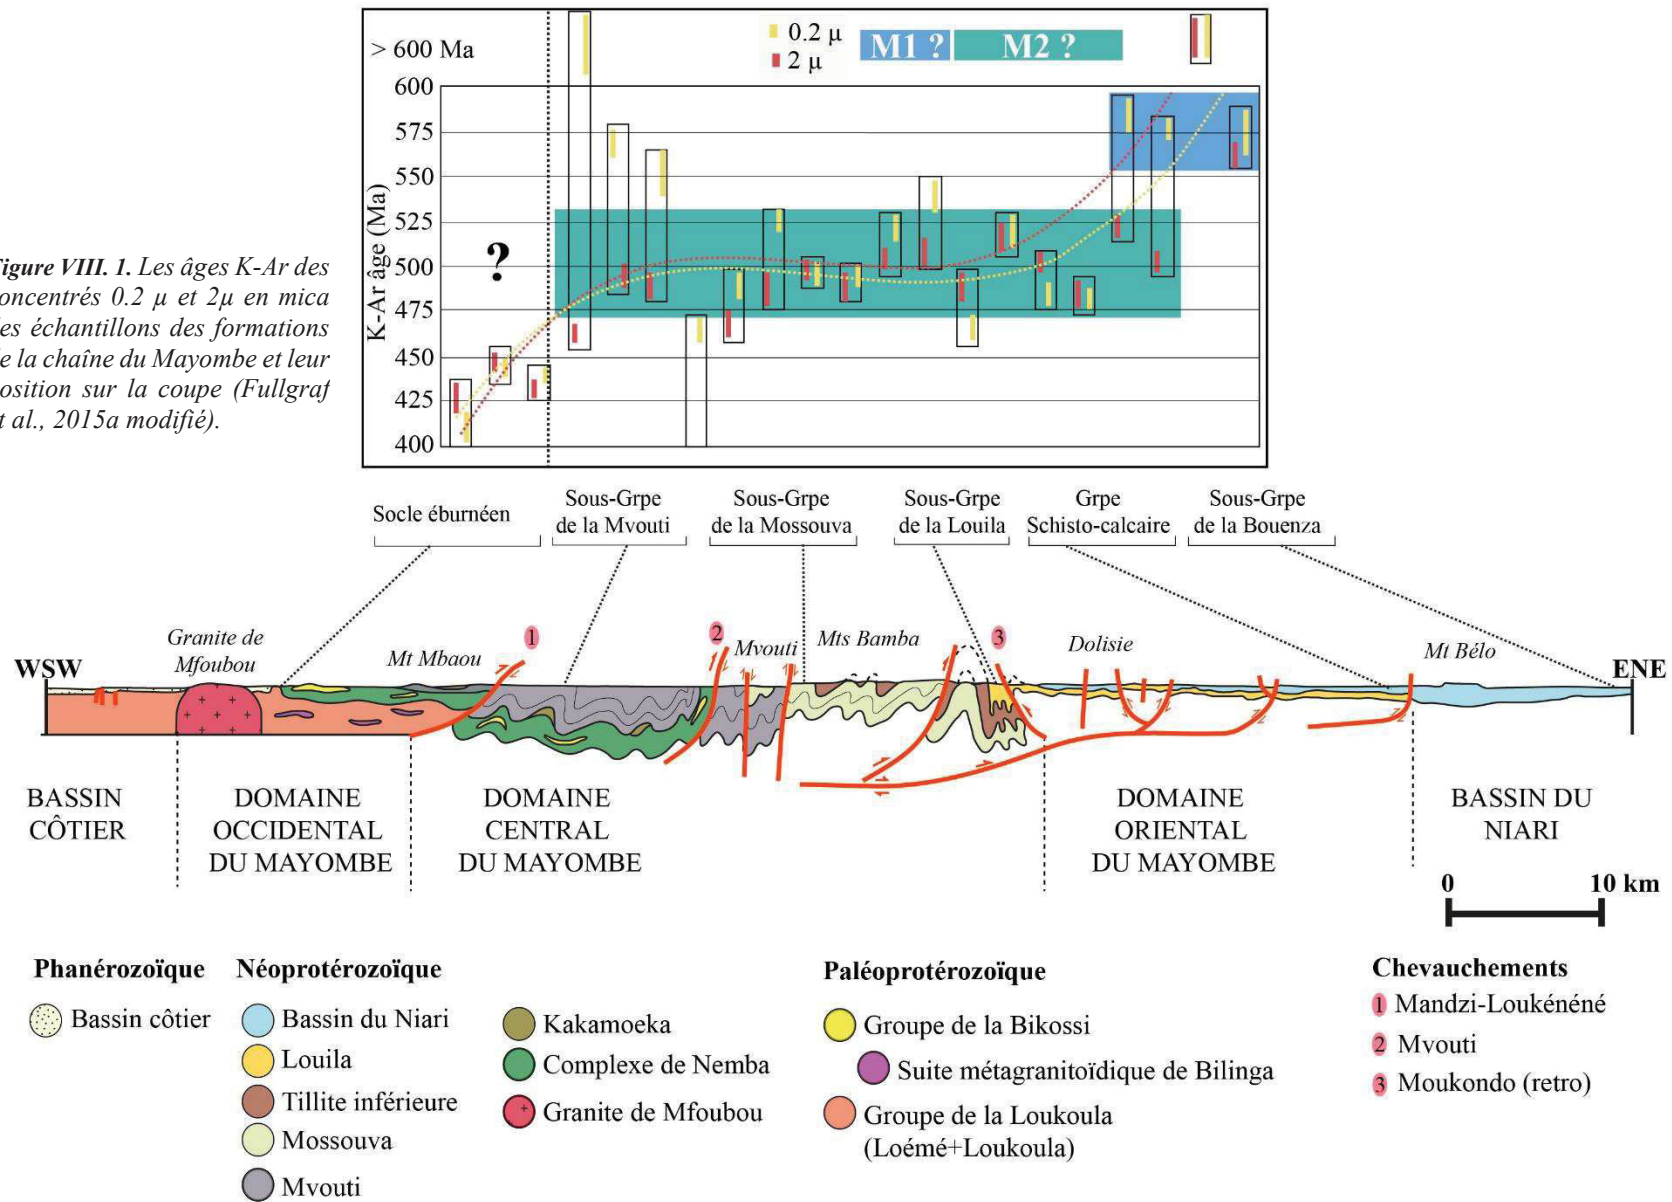 > 600 Ma
0.2 µ
2 µ
M1 ?
M2 ?
600
575
550
525
500
475
450
425
400
K-Ar âge (Ma)
?
igure VIII. 1. Les âges K-Ar des
oncentrés 0.2 µ et 2µ en mica
es échantillons des formations
e la chaîne du Mayombe et leur
osition sur la coupe (Fullgraf
t al., 2015a modifié).
Socle éburnéen
Sous-Grpe
de la Mvouti
Sous-Grpe
de la Mossouva
Sous-Grpe
de la Louila
Grpe
Schisto-calcaire
Sous-Grpe
de la Bouenza
WSW
Granite de
Mfoubou
Mt Mbaou
1
2
Mvouti
Mts Bamba
3
Dolisie
Mt Bélo
ENE
BASSIN
CÔTIER
DOMAINE
OCCIDENTAL
DU MAYOMBE
DOMAINE
CENTRAL
DU MAYOMBE
DOMAINE
ORIENTAL
DU MAYOMBE
BASSIN DU
NIARI
0 10 km
Phanérozoïque
Bassin côtier
Néoprotérozoïque
Bassin du Niari
Louila
Tillite inférieure
Mossouva
Mvouti
Kakamoeka
Complexe de Nemba
Granite de Mfoubou
Paléoprotérozoïque
Groupe de la Bikossi
Suite métagranitoïdique de Bilinga
Groupe de la Loukoula
(Loémé+Loukoula)
Chevauchements
1 Mandzi-Loukénéné
2 Mvouti
3 Moukondo (retro)